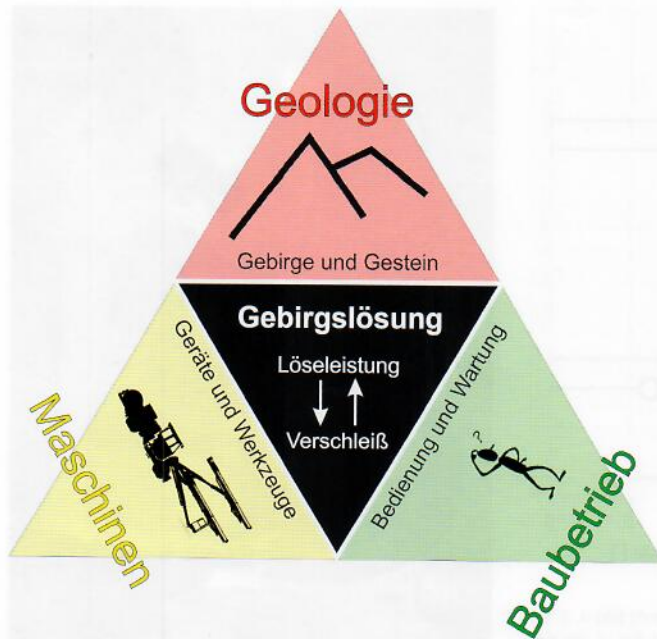 Geologie
Gebirge und Gestein
Gebirgslösung
Löseleistung
Verschleiß
Geräte und Werkzeuge
Maschinen
Bedienung und Wartung
?
Baubetrieb